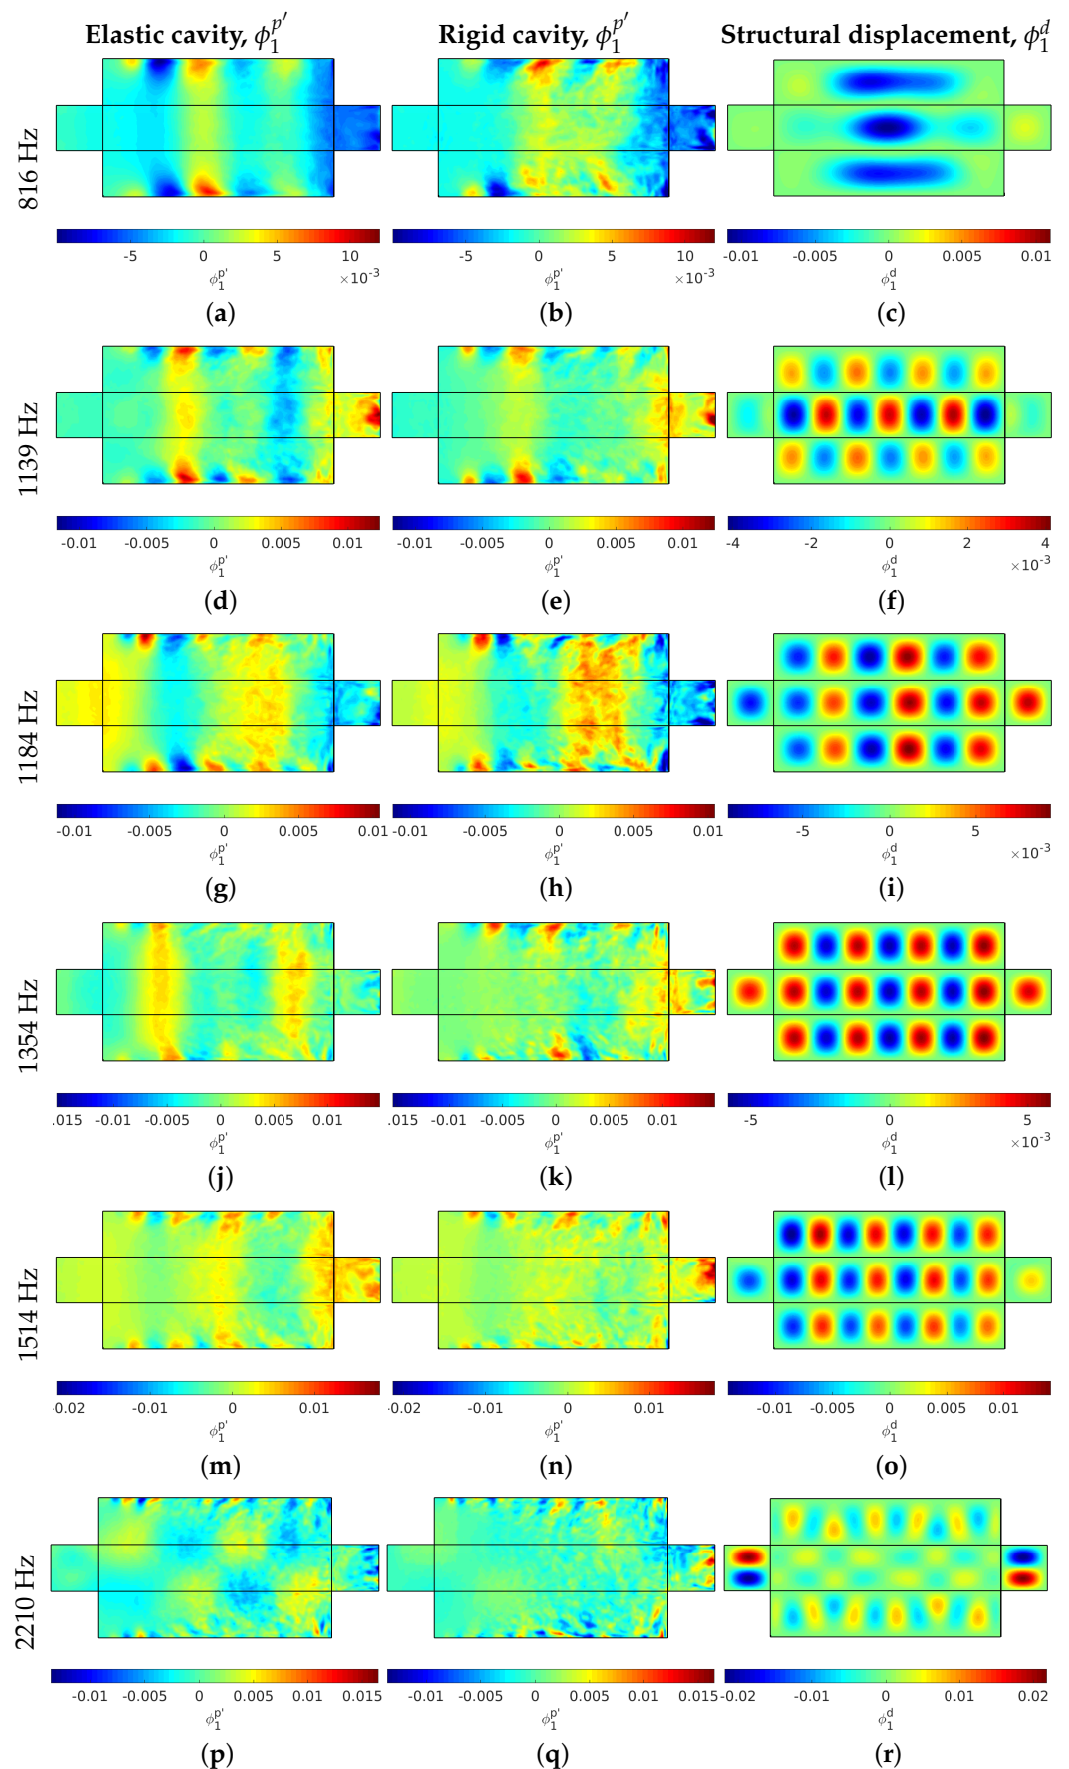 Elastic cavity, ϕ₁ᵖ′ Rigid cavity, ϕ₁ᵖ′ Structural displacement, ϕ₁ᵈ
816 Hz
-5 0 5 10 -5 0 5 10 -0.01 -0.005 0 0.005 0.01
ϕ₁ᵖ' ×10⁻³ ϕ₁ᵖ' ×10⁻³ ϕ₁ᵈ
(a) (b) (c)
1139 Hz
-0.01 -0.005 0 0.005 0.01 -0.01 -0.005 0 0.005 0.01 -4 -2 0 2 4
ϕ₁ᵖ' ϕ₁ᵖ' ϕ₁ᵈ ×10⁻³
(d) (e) (f)
1184 Hz
-0.01 -0.005 0 0.005 0.01 -0.01 -0.005 0 0.005 0.01 -5 0 5
ϕ₁ᵖ' ϕ₁ᵖ' ϕ₁ᵈ ×10⁻³
(g) (h) (i)
1354 Hz
.015 -0.01 -0.005 0 0.005 0.01 .015 -0.01 -0.005 0 0.005 0.01 -5 0 5
ϕ₁ᵖ' ϕ₁ᵖ' ϕ₁ᵈ ×10⁻³
(j) (k) (l)
1514 Hz
.0.02 -0.01 0 0.01 .0.02 -0.01 0 0.01 -0.01 -0.005 0 0.005 0.01
ϕ₁ᵖ' ϕ₁ᵖ' ϕ₁ᵈ
(m) (n) (o)
2210 Hz
-0.01 -0.005 0 0.005 0.01 0.015 -0.01 -0.005 0 0.005 0.01 0.015 -0.02 -0.01 0 0.01 0.02
ϕ₁ᵖ' ϕ₁ᵖ' ϕ₁ᵈ
(p) (q) (r)